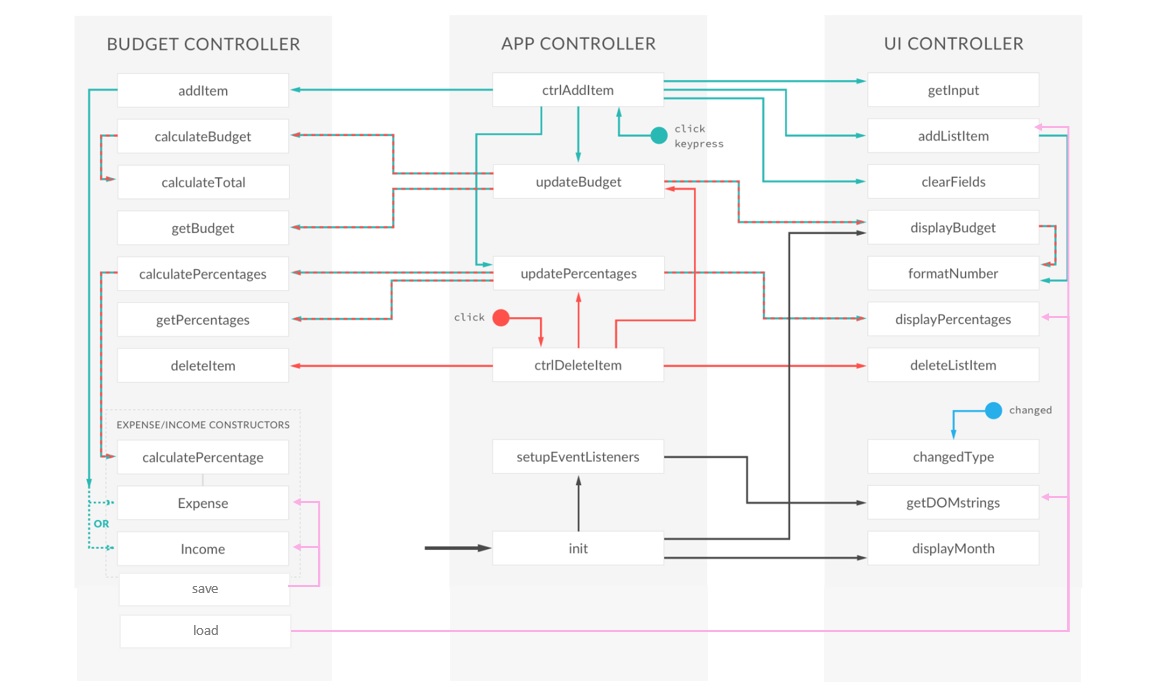 BUDGET CONTROLLER
addItem
calculateBudget
calculateTotal
getBudget
calculatePercentages
getPercentages
deleteItem
EXPENSE/INCOME CONSTRUCTORS
calculatePercentage
Expense
OR
Income
save
load
APP CONTROLLER
ctrlAddItem
click
keypress
updateBudget
updatePercentages
click
ctrlDeleteItem
setupEventListeners
init
UI CONTROLLER
getInput
addListItem
clearFields
displayBudget
formatNumber
displayPercentages
deleteListItem
changed
changedType
getDOMstrings
displayMonth